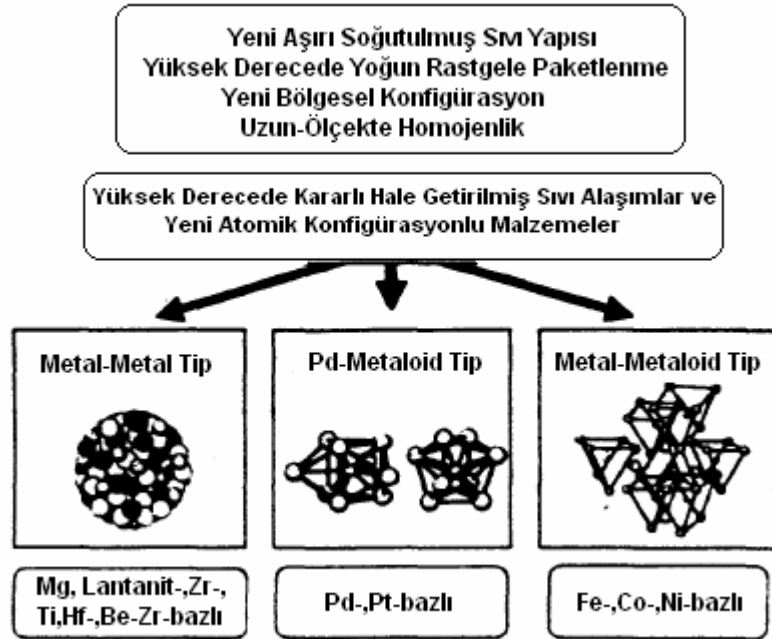 Yeni Aşırı Soğutulmuş Sıvı Yapısı
Yüksek Derecede Yoğun Rastgele Paketlenme
Yeni Bölgesel Konfigürasyon
Uzun-Ölçekte Homojenlik
Yüksek Derecede Kararlı Hale Getirilmiş Sıvı Alaşımlar ve
Yeni Atomik Konfigürasyonlu Malzemeler
Metal-Metal Tip
Pd-Metaloid Tip
Metal-Metaloid Tip
Mg, Lantanit-,Zr-,
Ti,Hf-,Be-Zr-bazlı
Pd-,Pt-bazlı
Fe-,Co-,Ni-bazlı